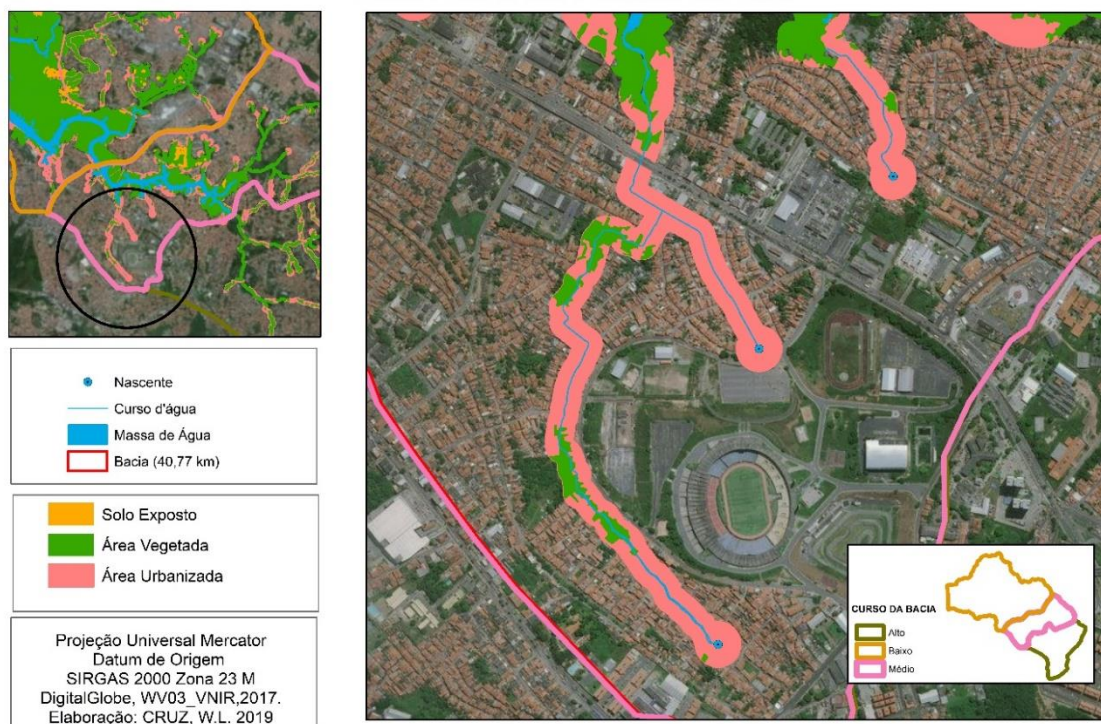 Nascente
Curso d'água
Massa de Água
Bacia (40,77 km)
Solo Exposto
Área Vegetada
Área Urbanizada
Projeção Universal Mercator
Datum de Origem
SIRGAS 2000 Zona 23 M
DigitalGlobe, WV03_VNIR,2017.
Elaboração: CRUZ, W.L. 2019
CURSO DA BACIA
Alto
Baixo
Médio